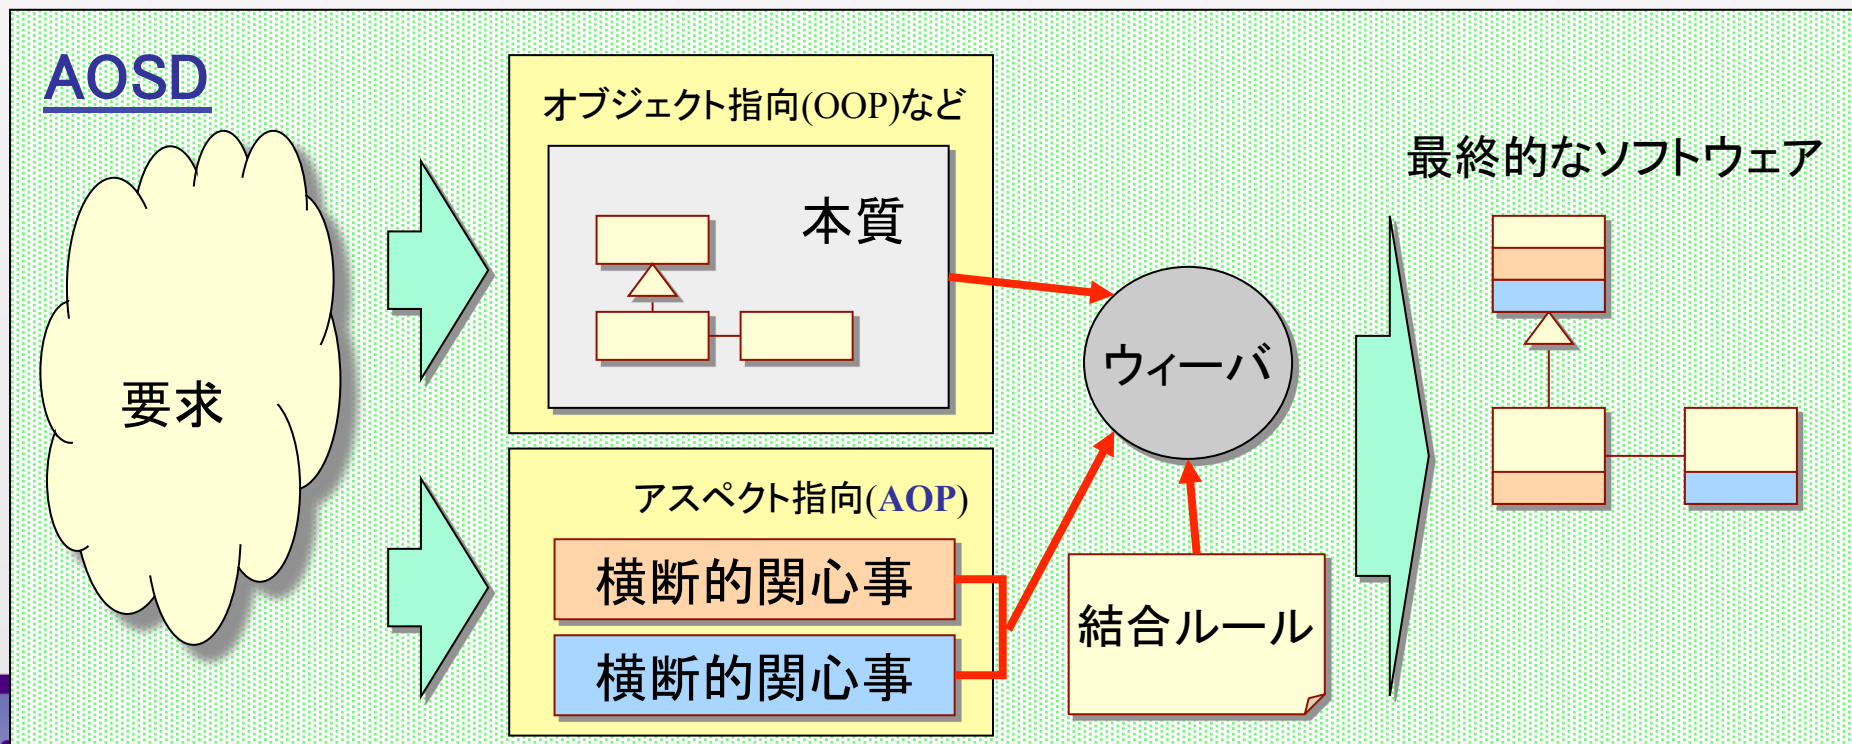 AOSD
オブジェクト指向(OOP)など
本質
要求
アスペクト指向(AOP)
横断的関心事
横断的関心事
ウィーバ
結合ルール
最終的なソフトウェア